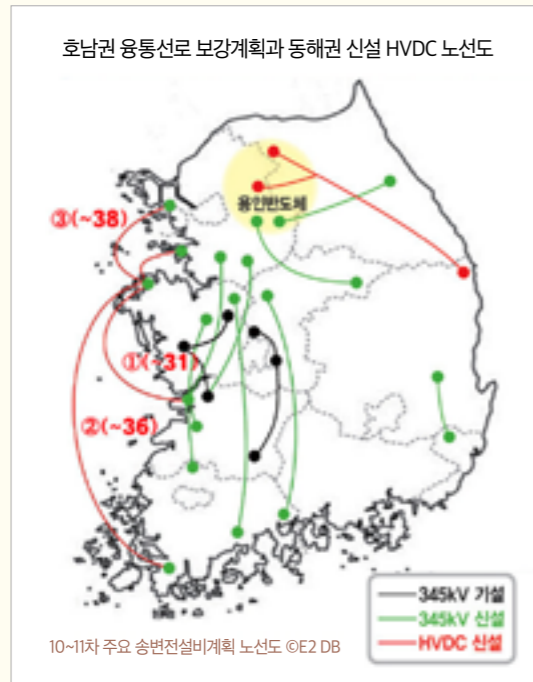 호남권 융통선로 보강계획과 동해권 신설 HVDC 노선도
용인반도체
③(~38)
①(~31)
②(~36)
345kV 기설
345kV 신설
HVDC 신설
10~11차 주요 송변전설비계획 노선도 ©E2 DB